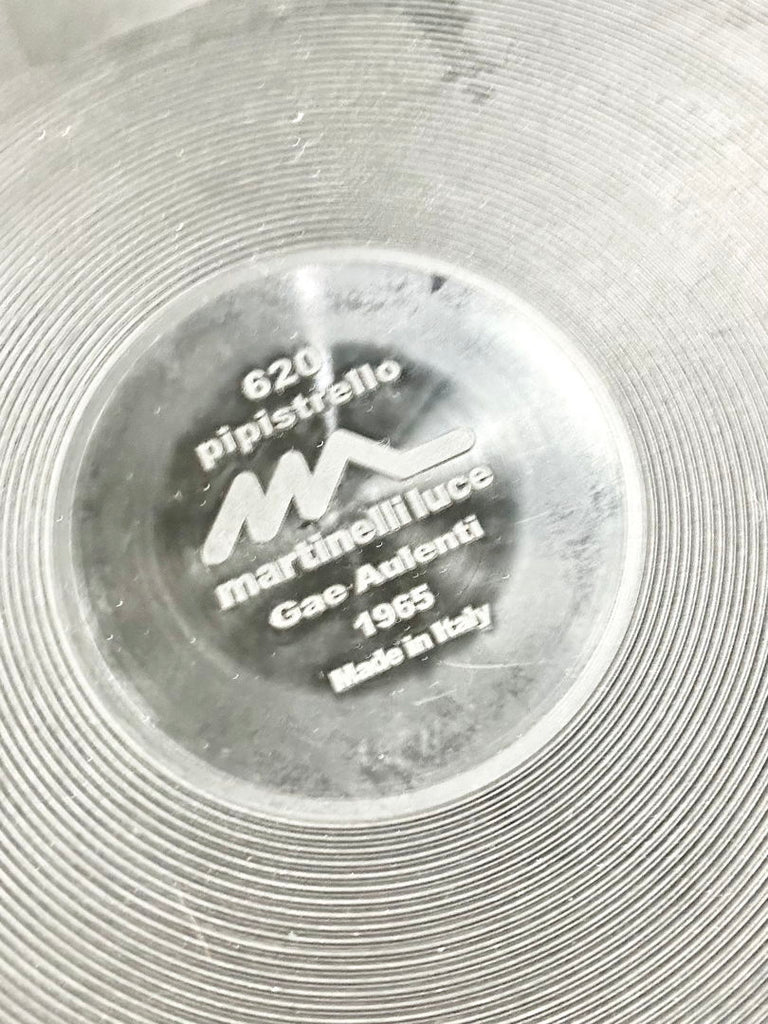 620
pipistrello
martinelli luce
Gae Aulenti
1965
Made in Italy